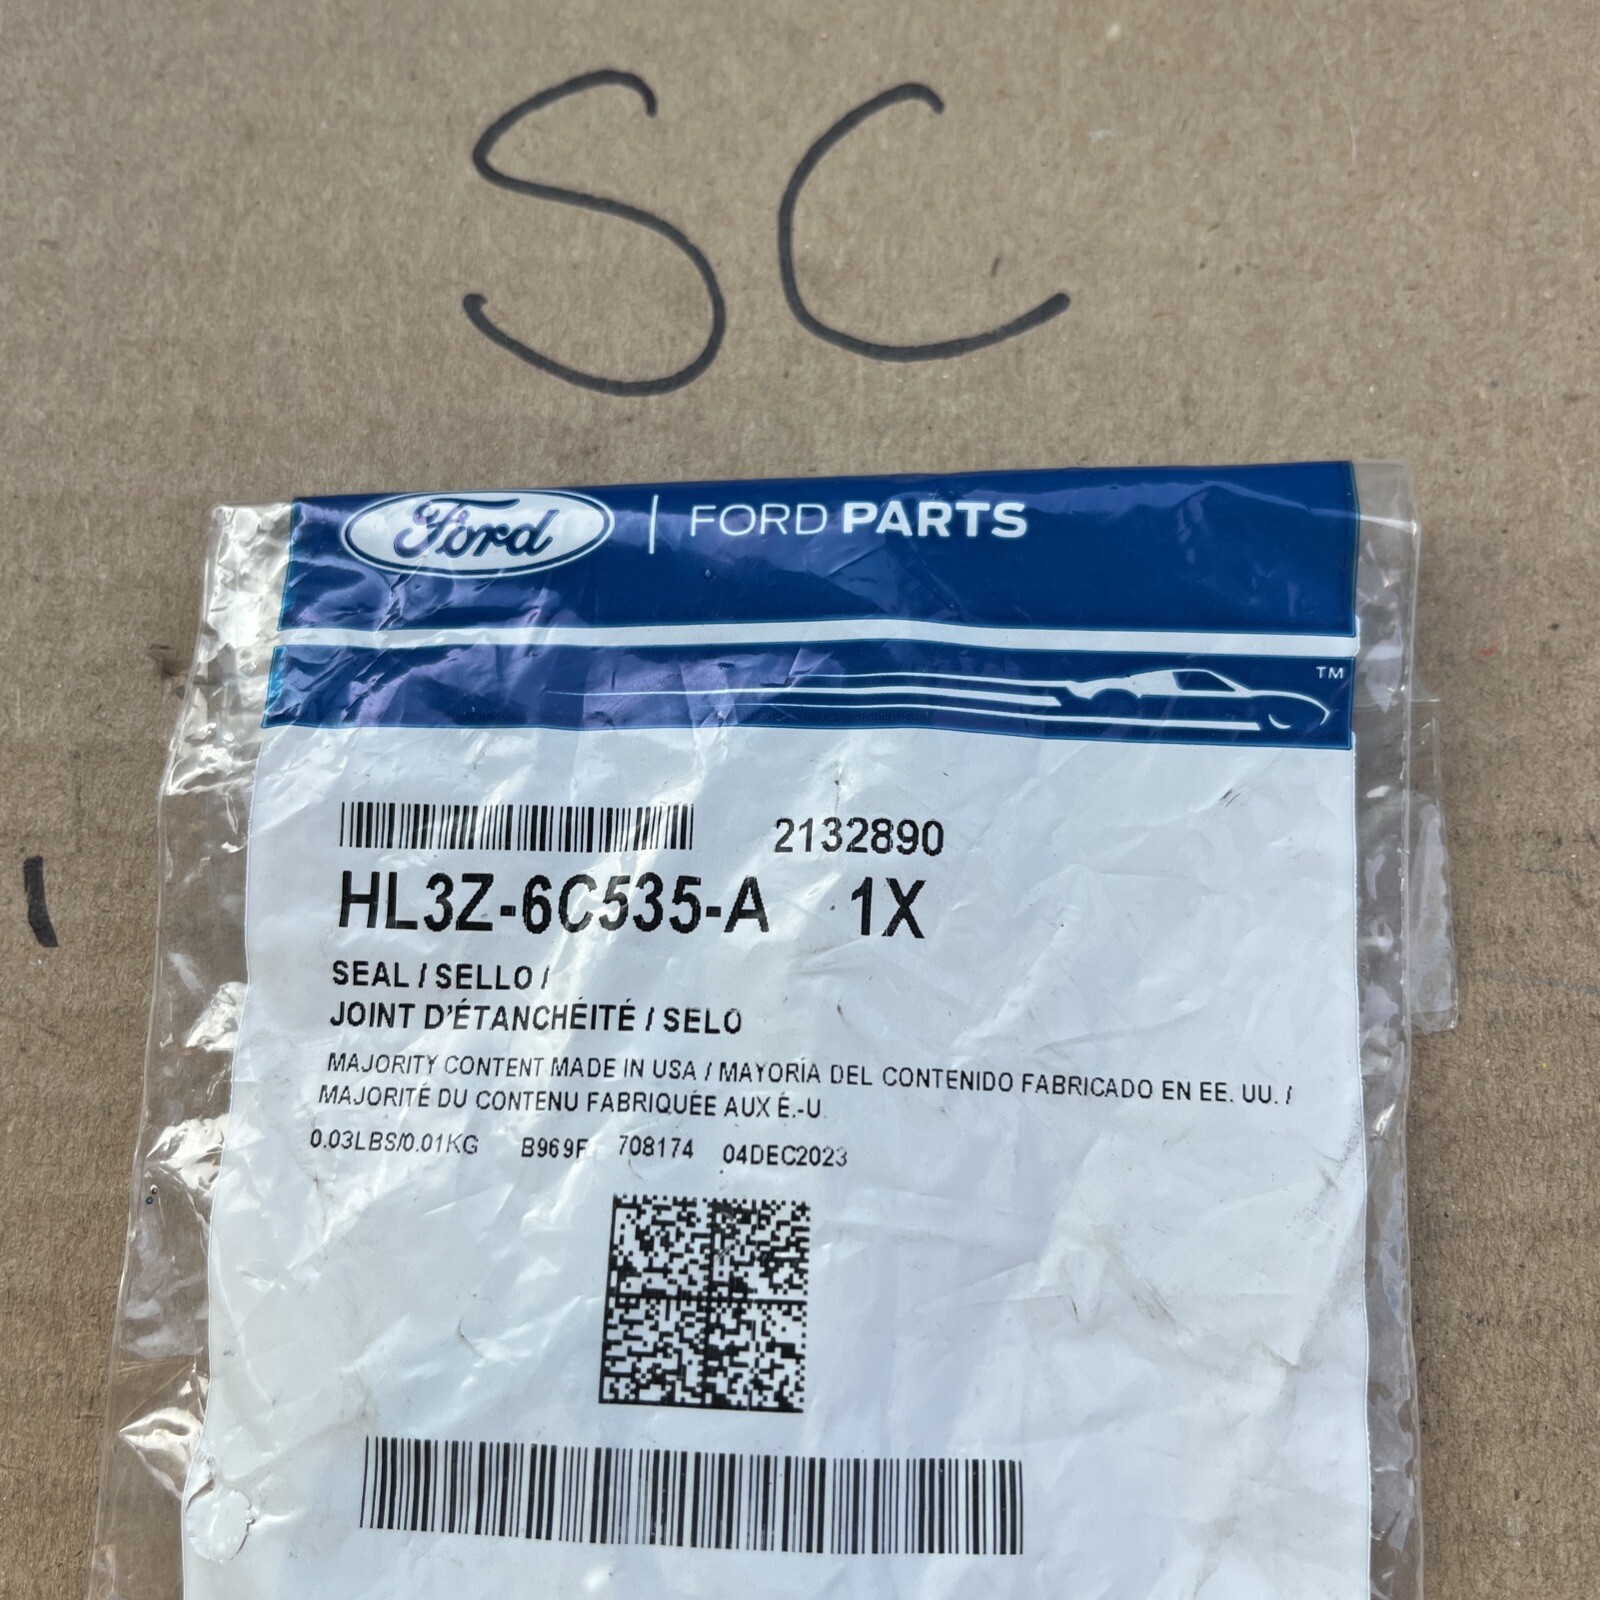 SC
Ford | FORD PARTS
TM
2132890
HL3Z-6C535-A 1X
SEAL / SELLO /
JOINT D'ÉTANCHÉITÉ / SELO
MAJORITY CONTENT MADE IN USA / MAYORÍA DEL CONTENIDO FABRICADO EN EE. UU. /
MAJORITÉ DU CONTENU FABRIQUÉE AUX É.-U.
0.03LBS/0.01KG B969F 708174 04DEC2023